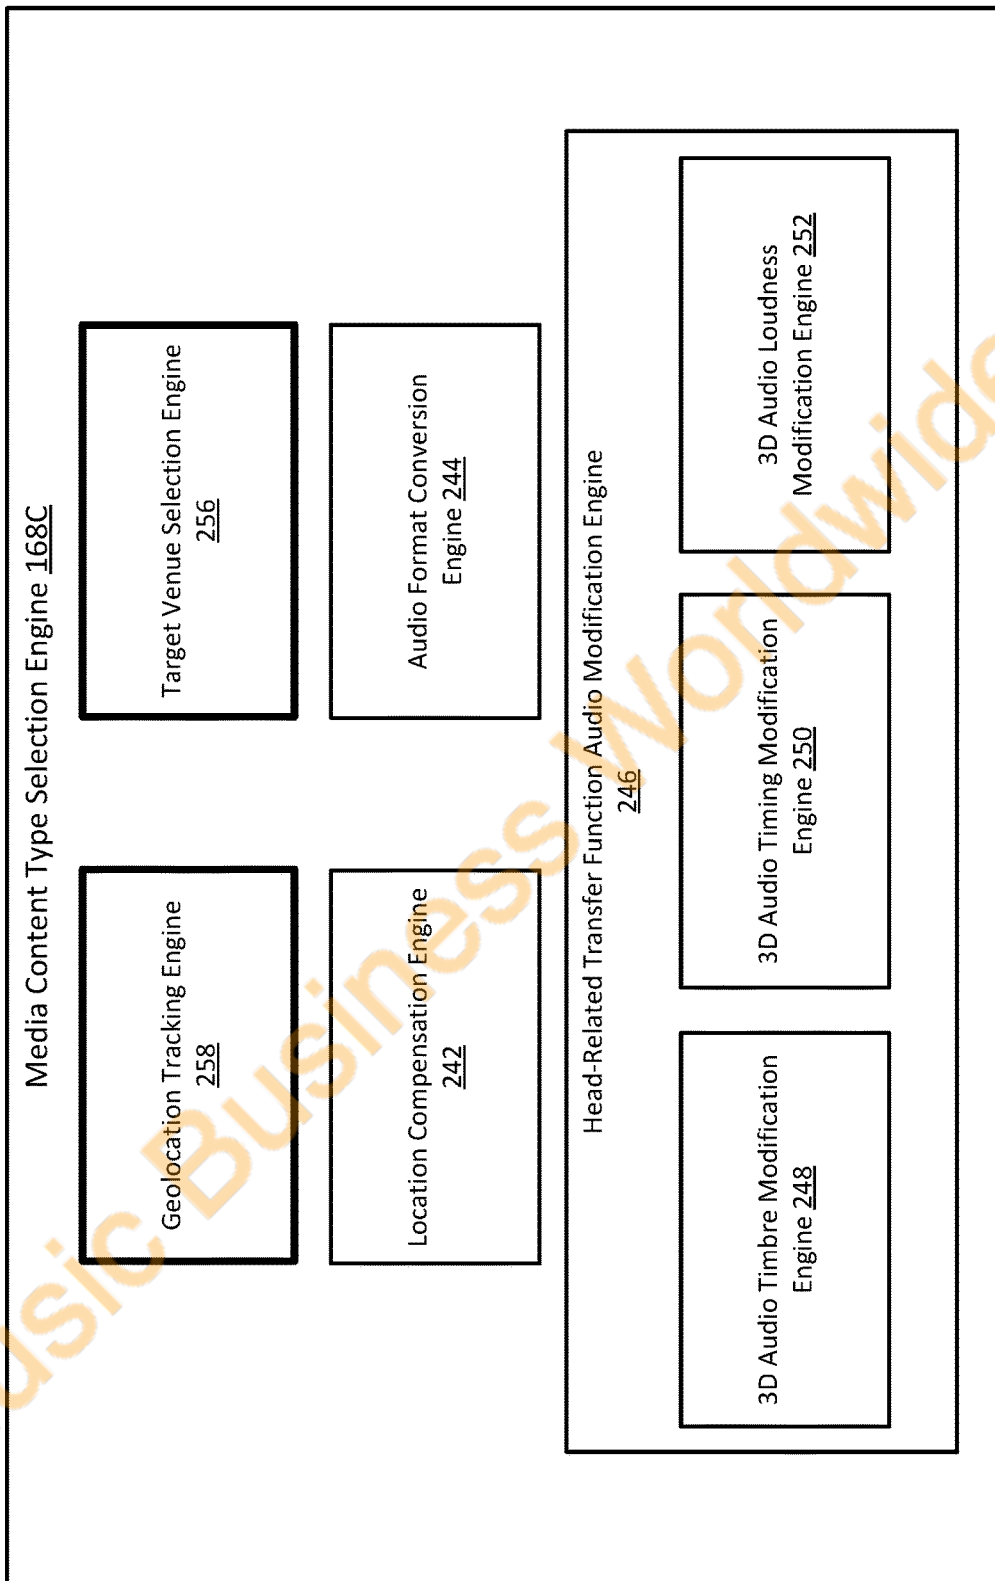 Media Content Type Selection Engine 168C
Geolocation Tracking Engine
258
Target Venue Selection Engine
256
Location Compensation Engine
242
Audio Format Conversion
Engine 244
Head-Related Transfer Function Audio Modification Engine
246
3D Audio Timbre Modification
Engine 248
3D Audio Timing Modification
Engine 250
3D Audio Loudness
Modification Engine 252
usic Business Worldwide